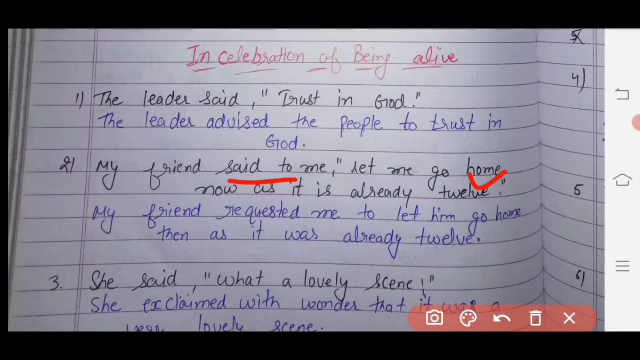 In celebration of Being alive
1) The leader said, "Trust in God."
The leader advised the people to trust in
God.
2) My friend said to me, "Let me go home
now as it is already twelve."
My friend requested me to let him go home
then as it was already twelve.
3. She said, "what a lovely scene!"
She exclaimed with wonder that it was a
very lovely scene.
4)
5
6)